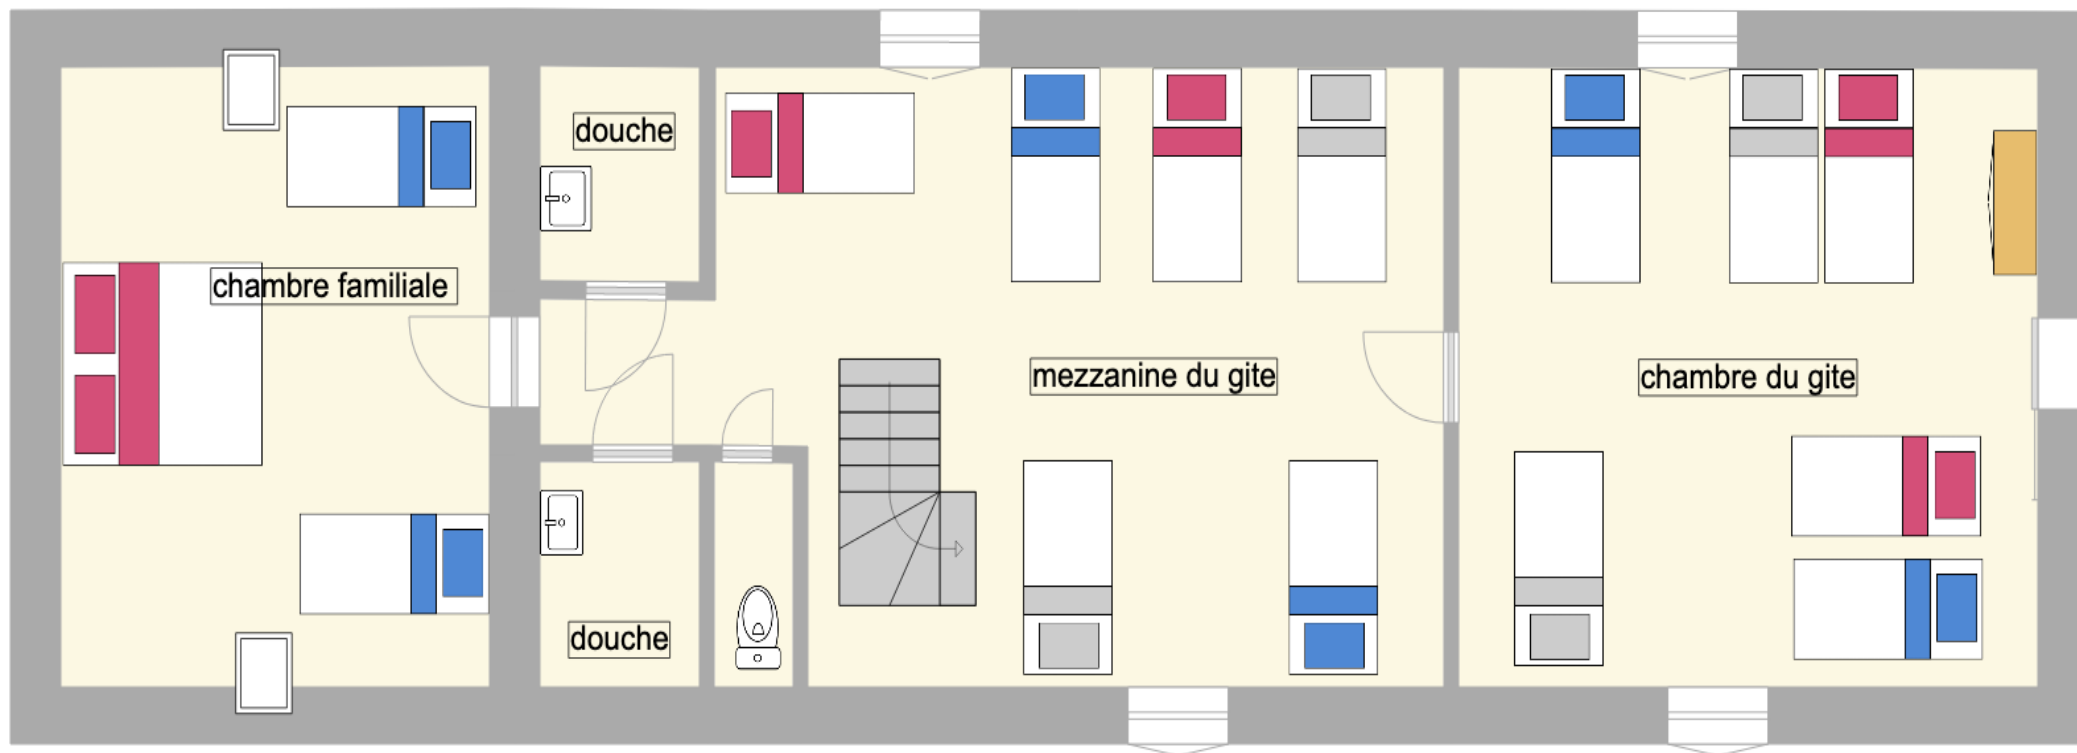 douche
chambre familiale
mezzanine du gite
chambre du gite
douche